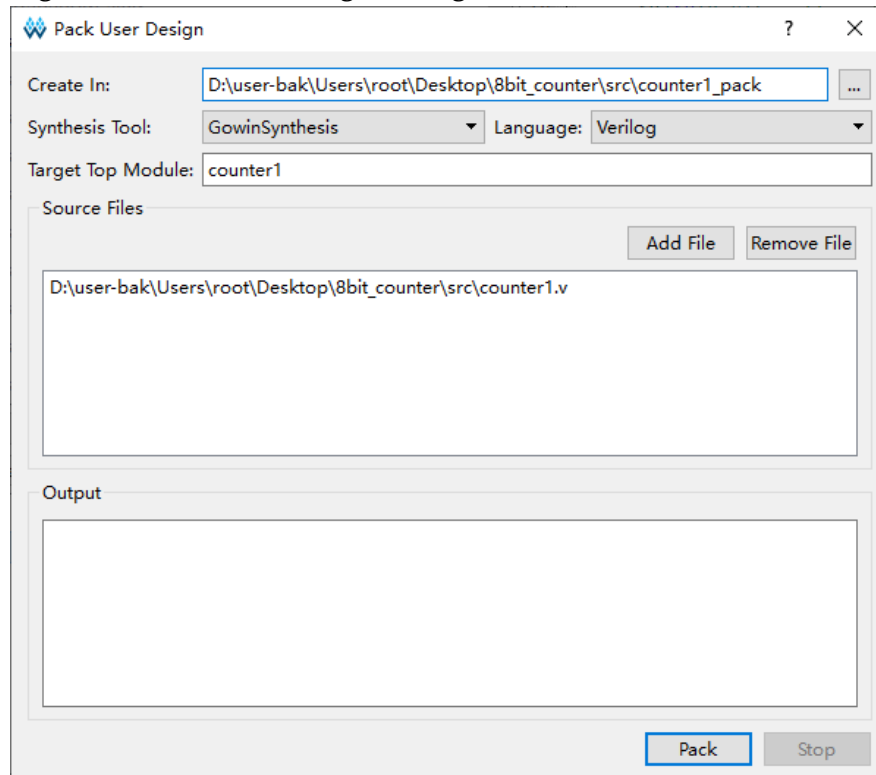 Pack User Design ?
Create In: D:\user-bak\Users\root\Desktop\8bit_counter\src\counter1_pack ...
Synthesis Tool: GowinSynthesis Language: Verilog
Target Top Module: counter1
Source Files
Add File Remove File
D:\user-bak\Users\root\Desktop\8bit_counter\src\counter1.v
Output
Pack Stop